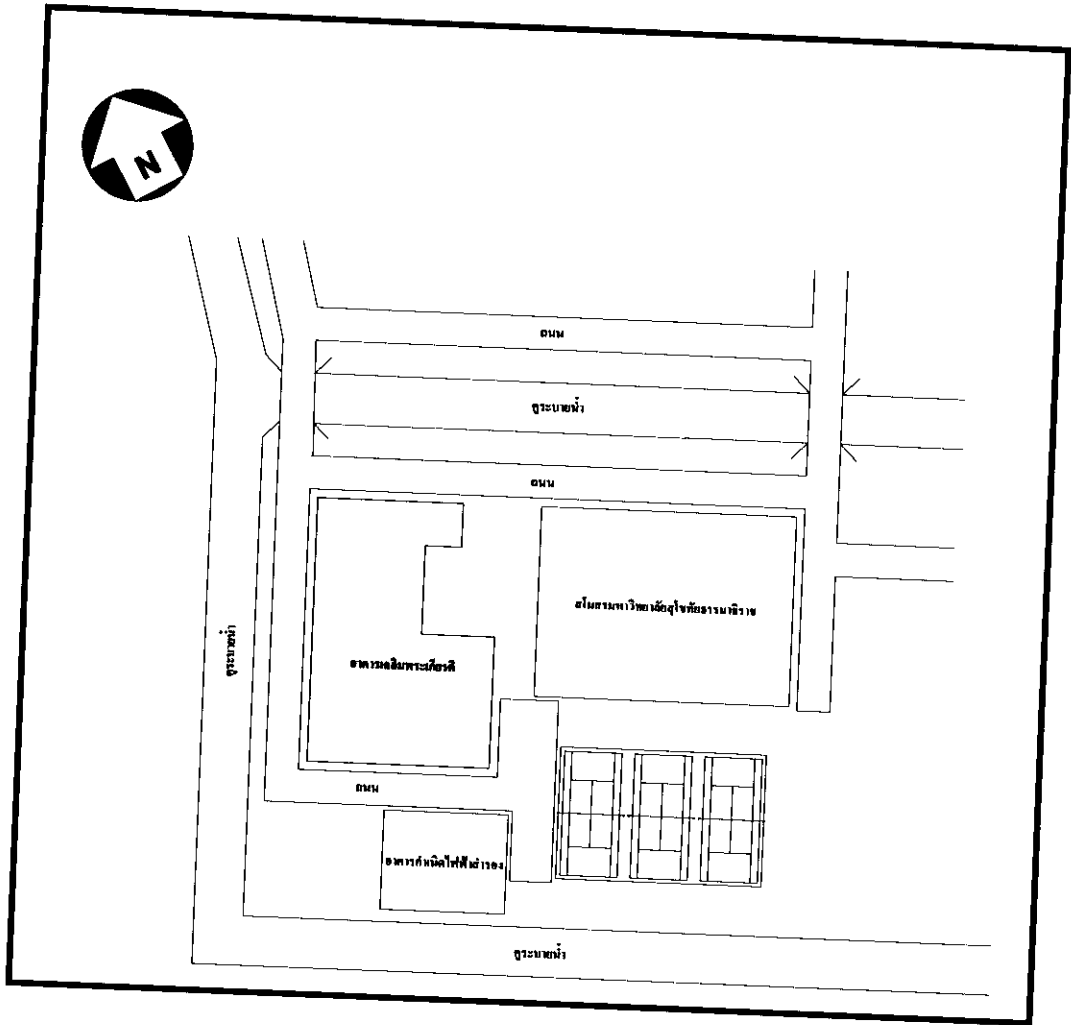 N
ถนน
คูระบายน้ำ
ถนน
สโมสรมหาวิทยาลัยสุโขทัยธรรมาธิราช
คูระบายน้ำ
อาคารเฉลิมพระเกียรติ
ถนน
อาคารกำเนิดไฟฟ้าสำรอง
คูระบายน้ำ